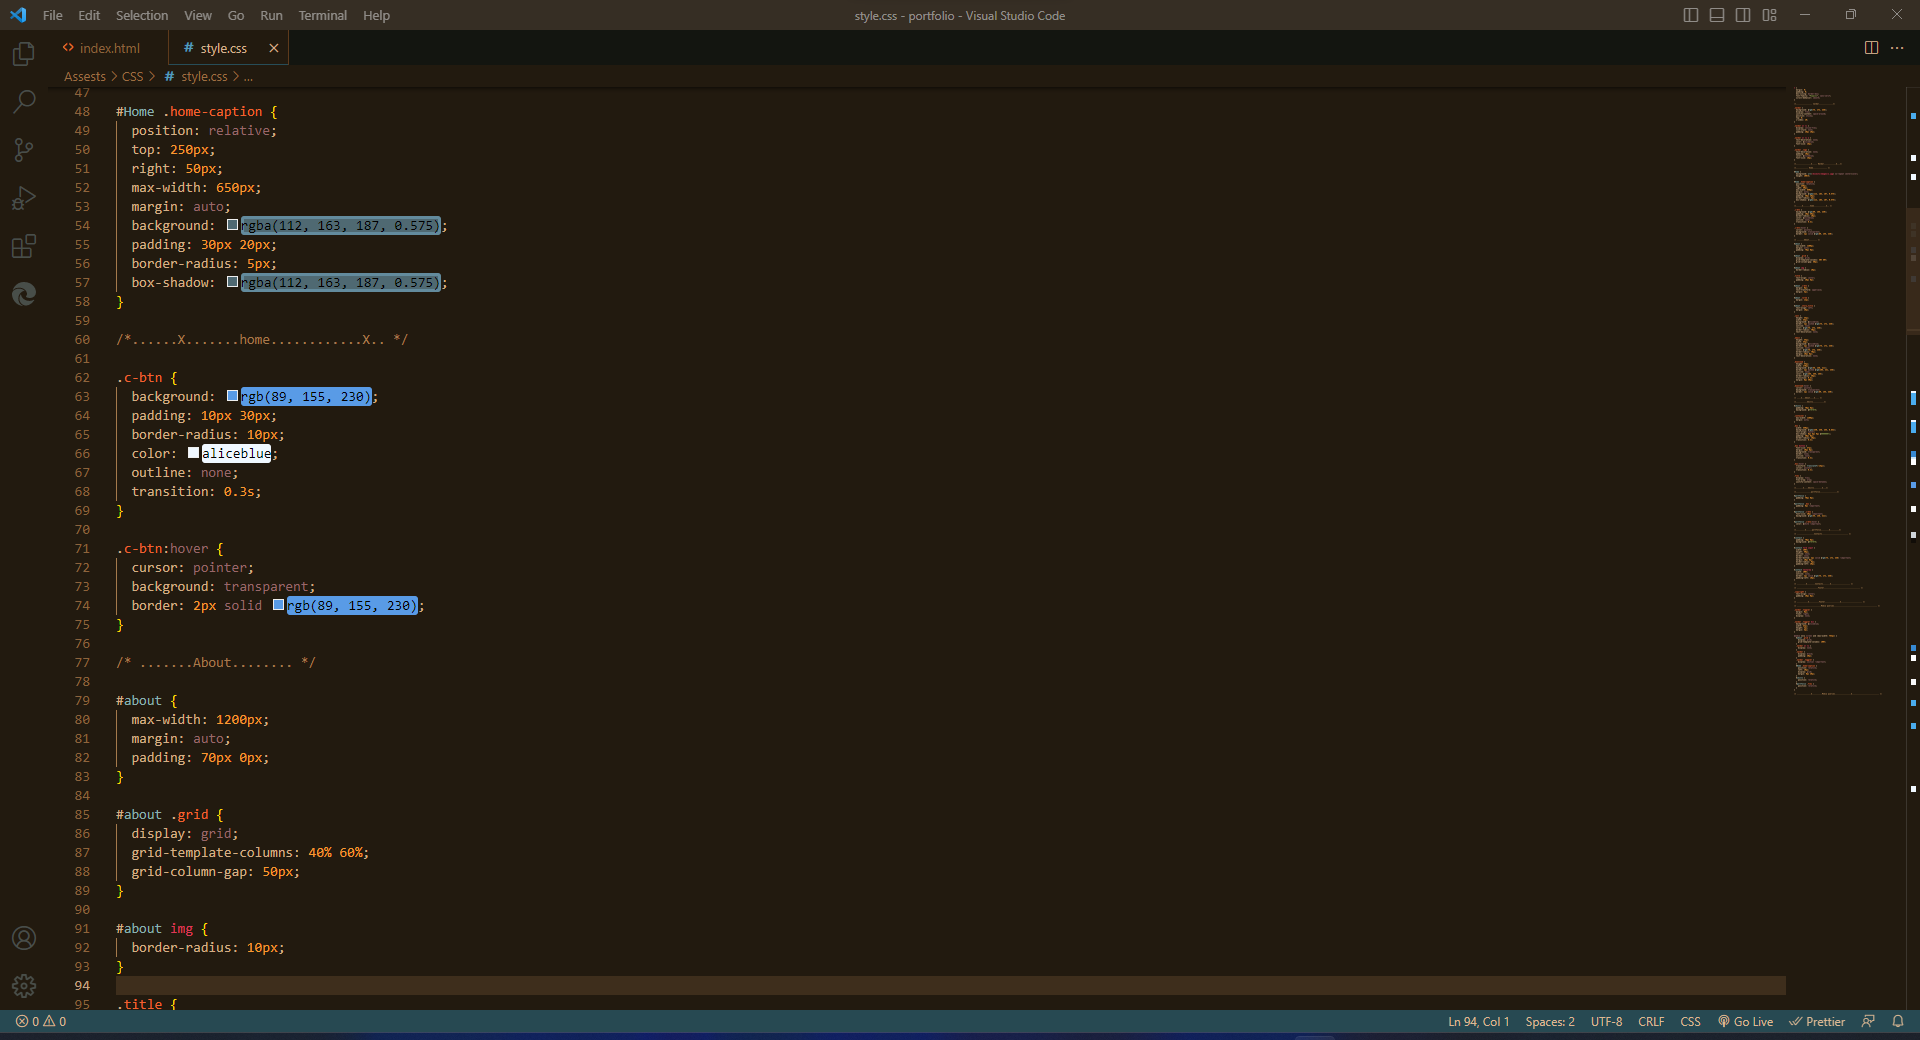 File Edit Selection View Go Run Terminal Help
style.css - portfolio - Visual Studio Code
index.html
# style.css
Assests > CSS > # style.css > ...
47
48 #Home .home-caption {
49 position: relative;
50 top: 250px;
51 right: 50px;
52 max-width: 650px;
53 margin: auto;
54 background: rgba(112, 163, 187, 0.575);
55 padding: 30px 20px;
56 border-radius: 5px;
57 box-shadow: rgba(112, 163, 187, 0.575);
58 }
59
60 /*......X.......home............X.. */
61
62 .c-btn {
63 background: rgb(89, 155, 230);
64 padding: 10px 30px;
65 border-radius: 10px;
66 color: aliceblue;
67 outline: none;
68 transition: 0.3s;
69 }
70
71 .c-btn:hover {
72 cursor: pointer;
73 background: transparent;
74 border: 2px solid rgb(89, 155, 230);
75 }
76
77 /* .......About........ */
78
79 #about {
80 max-width: 1200px;
81 margin: auto;
82 padding: 70px 0px;
83 }
84
85 #about .grid {
86 display: grid;
87 grid-template-columns: 40% 60%;
88 grid-column-gap: 50px;
89 }
90
91 #about img {
92 border-radius: 10px;
93 }
94
95 .title {
0 0
Ln 94, Col 1 Spaces: 2 UTF-8 CRLF CSS Go Live Prettier